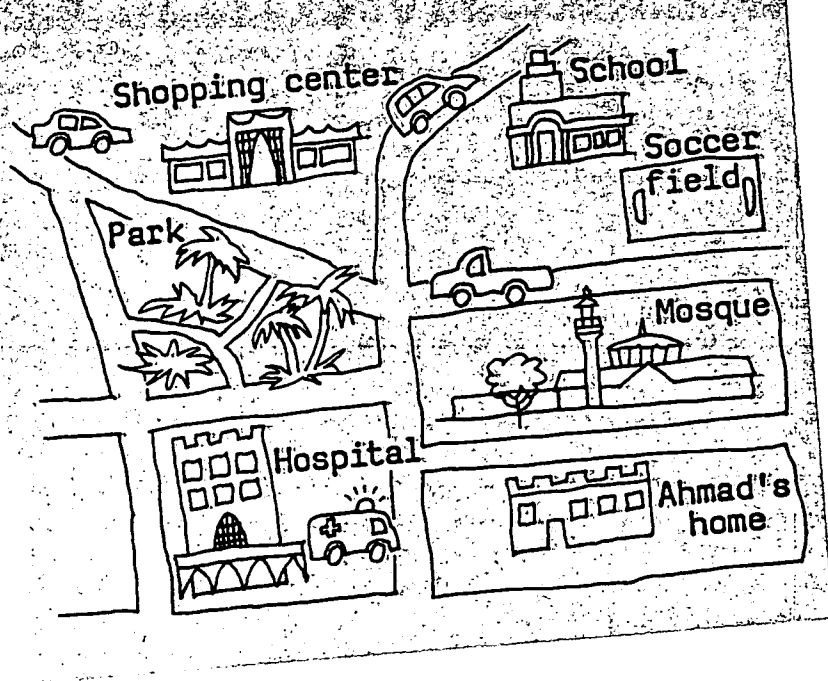 Shopping center
School
Soccer
field
Park
Mosque
Hospital
Ahmad"s
home